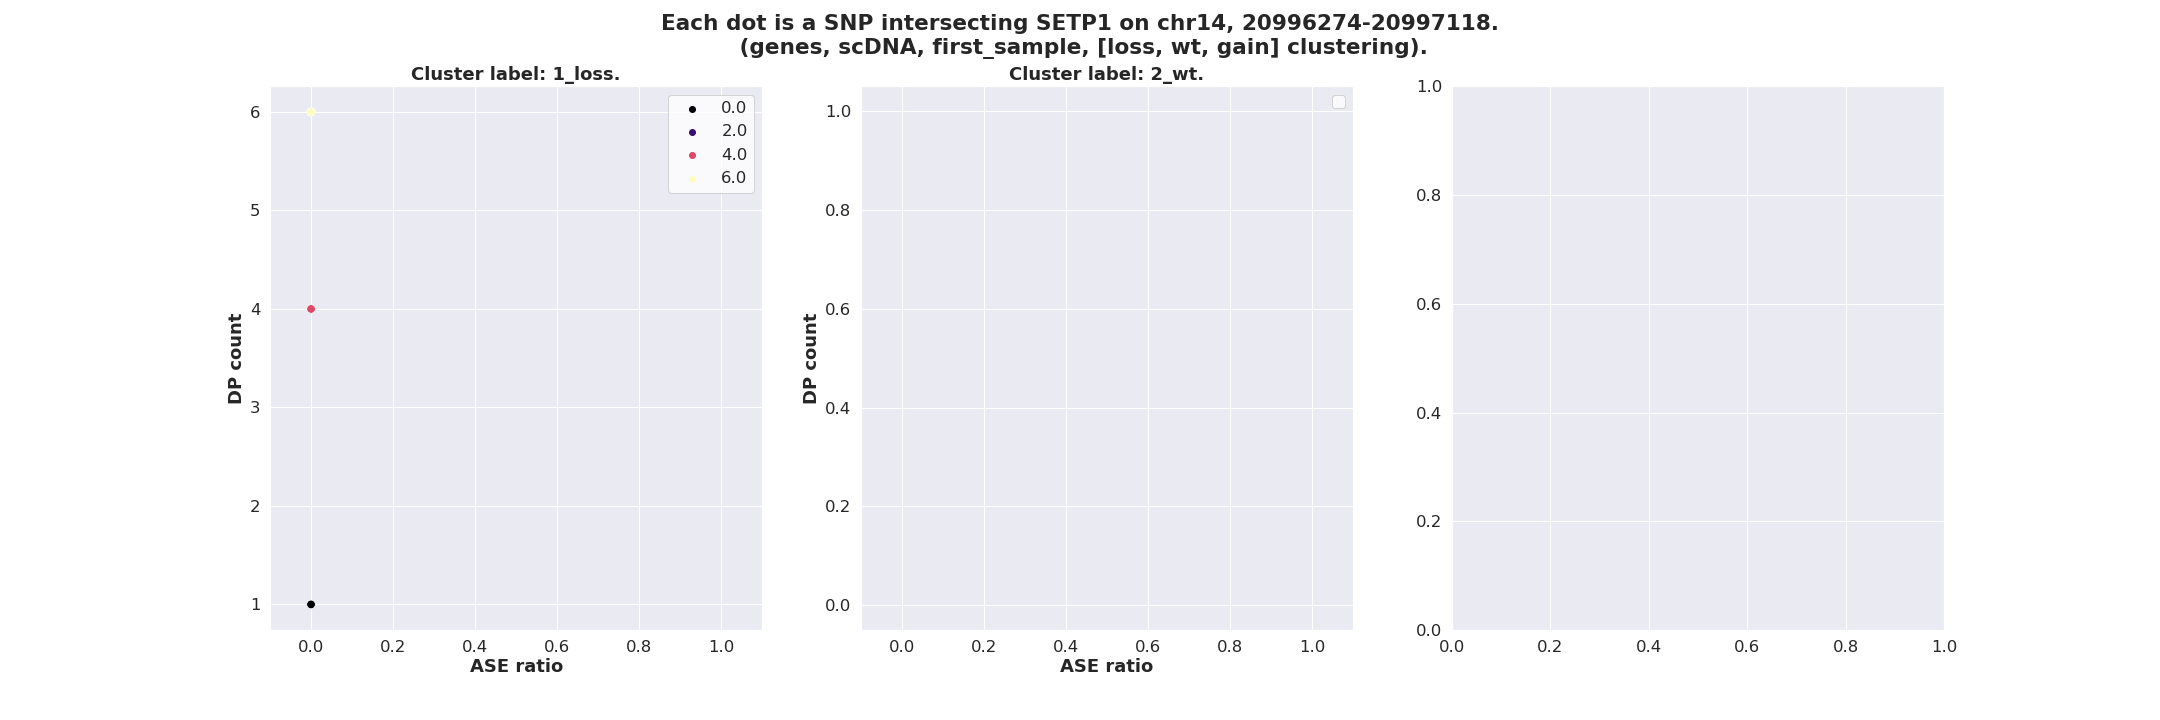 Each dot is a SNP intersecting SETP1 on chr14, 20996274-20997118.
(genes, scDNA, first_sample, [loss, wt, gain] clustering).
Cluster label: 1_loss.
0.0
2.0
4.0
6.0
6
5
4
3
2
1
DP count
0.0 0.2 0.4 0.6 0.8 1.0
ASE ratio
Cluster label: 2_wt.
1.0
0.8
0.6
0.4
0.2
0.0
DP count
0.0 0.2 0.4 0.6 0.8 1.0
ASE ratio
1.0
0.8
0.6
0.4
0.2
0.0
0.0 0.2 0.4 0.6 0.8 1.0